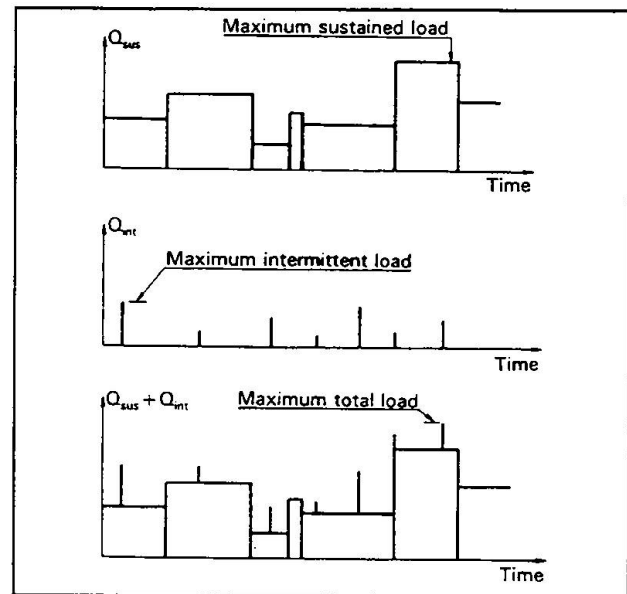 Q_sus
Maximum sustained load
Time
Q_int
Maximum intermittent load
Time
Q_sus + Q_int
Maximum total load
Time